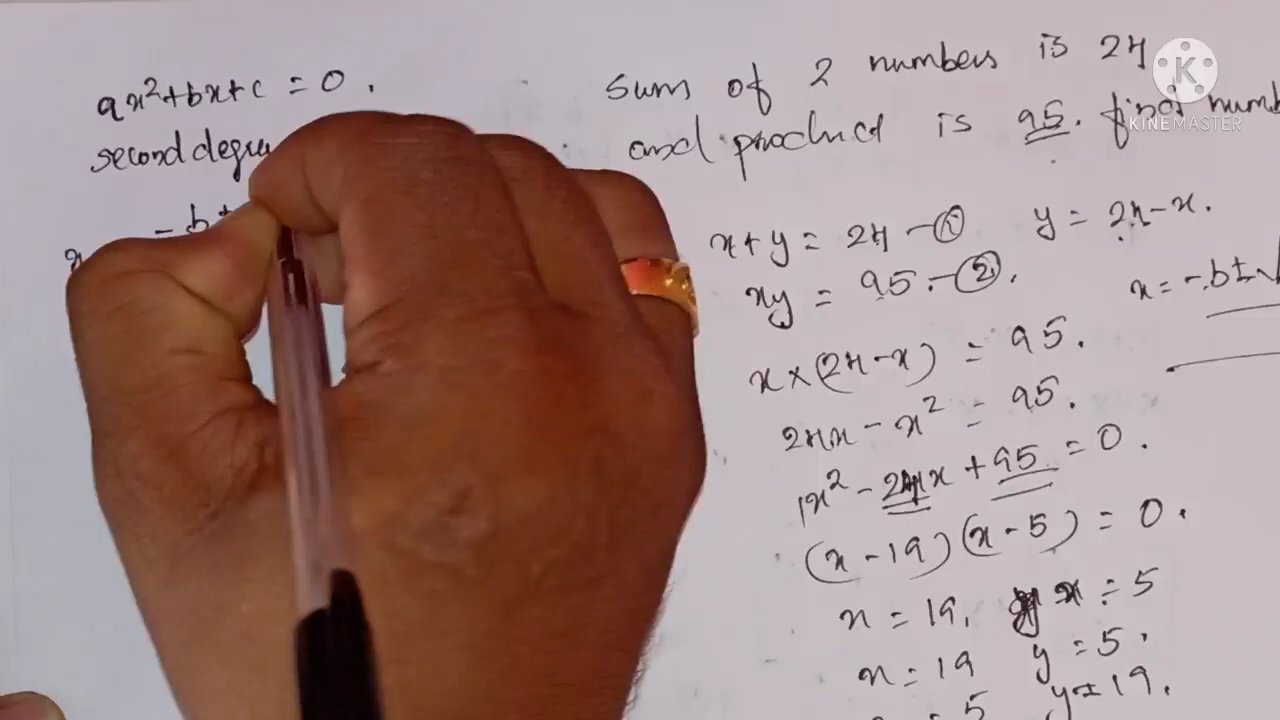 ax²+bx+c = 0.
second degre
x -b±
sum of 2 numbers is 24
and product is 95. find numb
x+y = 24 - ①
y = 24-x.
xy = 95. - ②.
x = -b±√
x×(24-x) = 95.
24x - x² = 95.
1x² - 24x + 95 = 0.
(x-19)(x-5) = 0.
x = 19, x = 5
x = 19 y = 5.
= 5 y = 19.
K
KINEMASTER